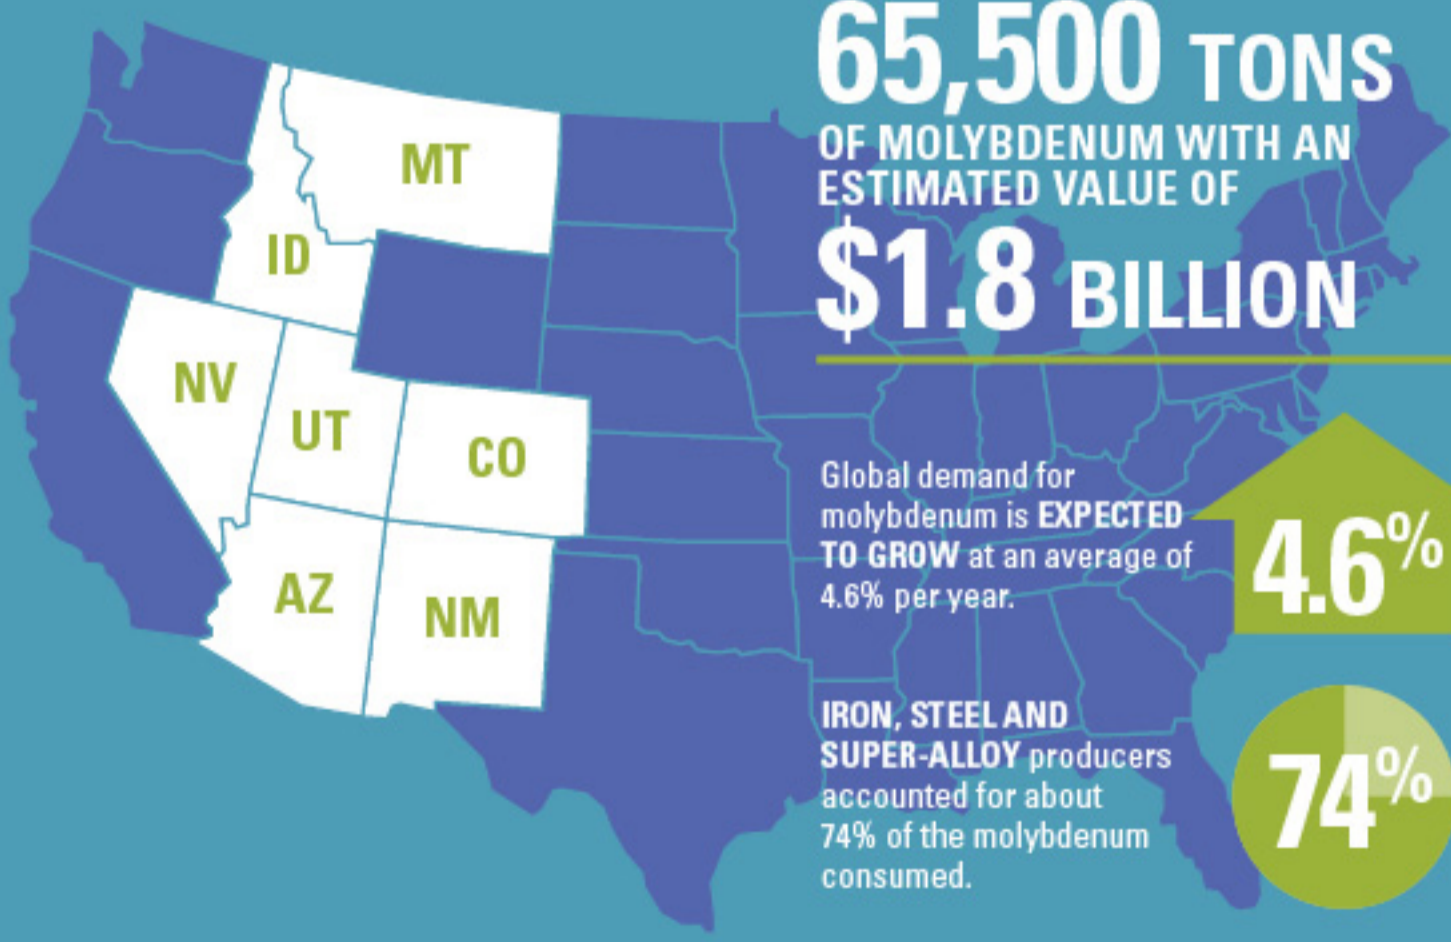 65,500 TONS
OF MOLYBDENUM WITH AN
ESTIMATED VALUE OF
$1.8 BILLION
MT
ID
NV
UT
CO
AZ
NM
Global demand for
molybdenum is EXPECTED
TO GROW at an average of
4.6% per year.
4.6%
IRON, STEEL AND
SUPER-ALLOY producers
accounted for about
74% of the molybdenum
consumed.
74%